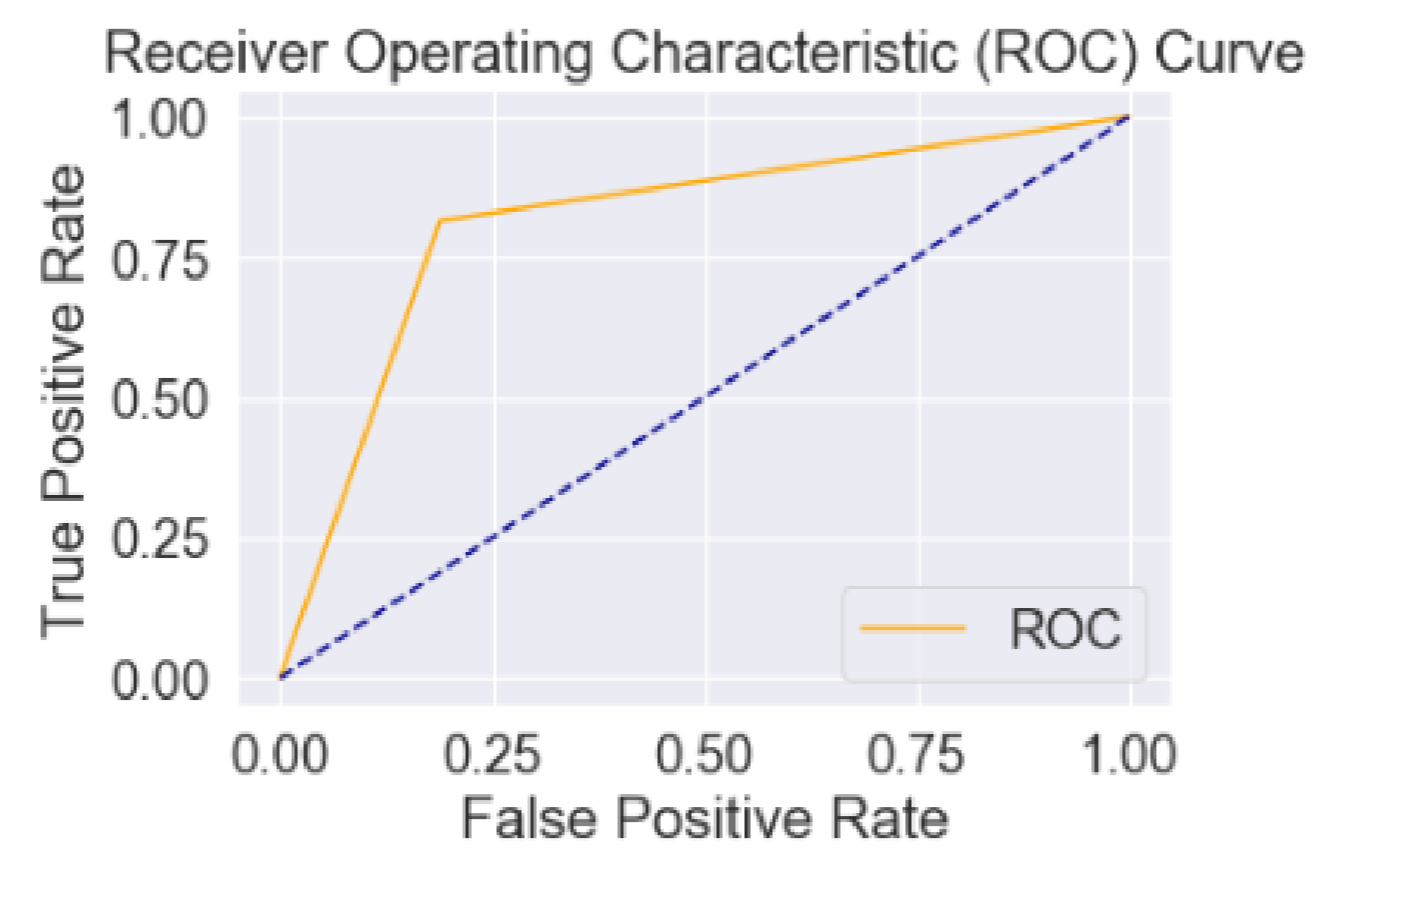 Receiver Operating Characteristic (ROC) Curve
1.00
0.75
0.50
0.25
0.00
True Positive Rate
ROC
0.00 0.25 0.50 0.75 1.00
False Positive Rate